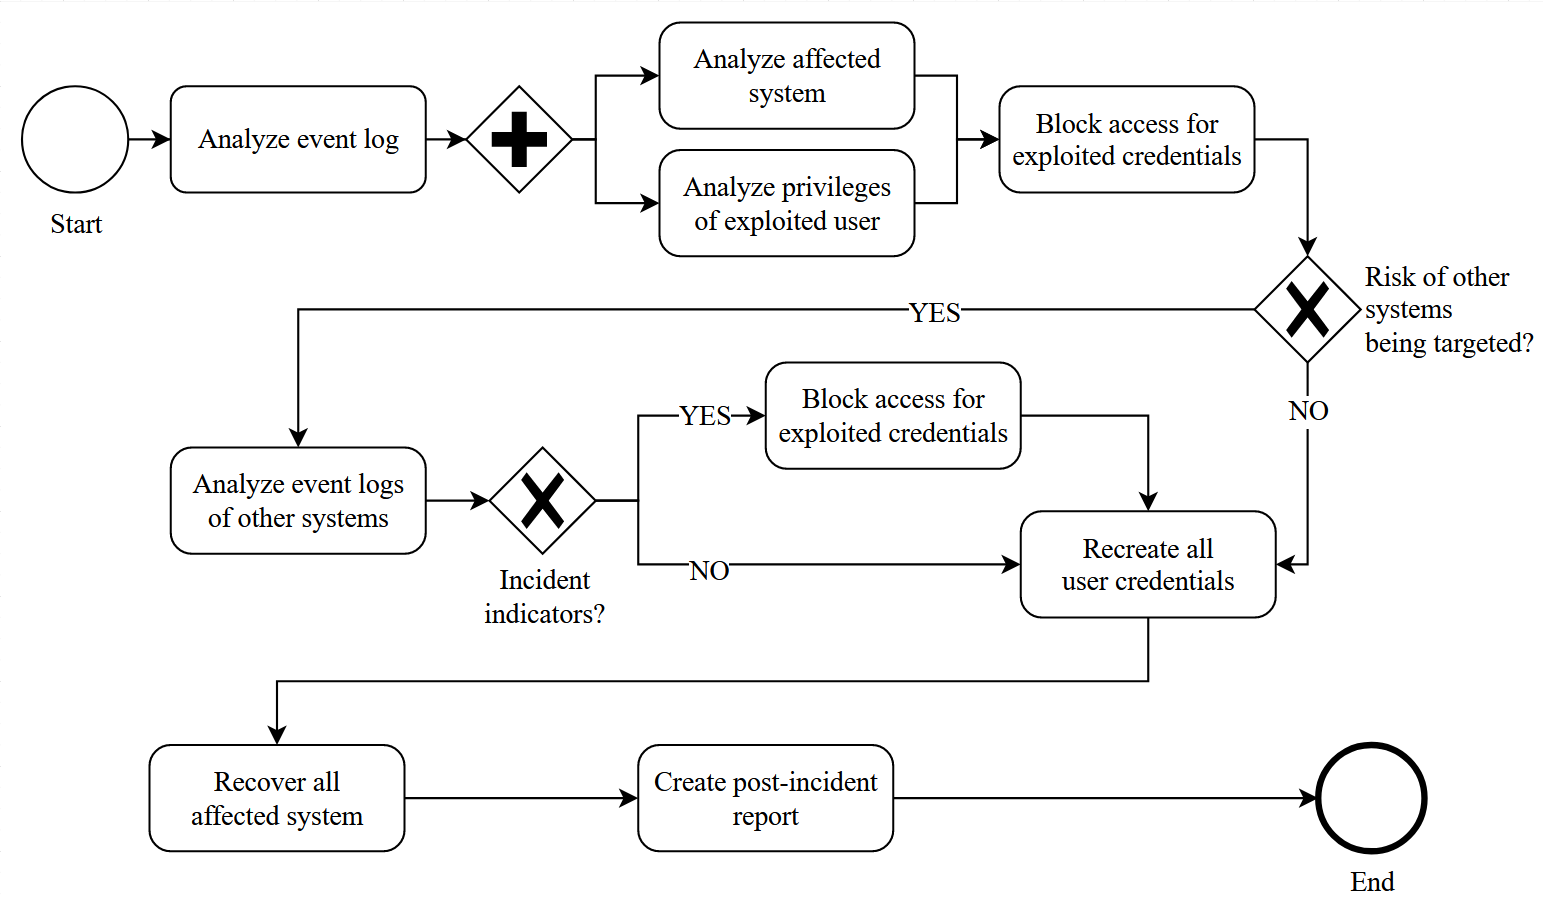 Start
Analyze event log
Analyze affected
system
Analyze privileges
of exploited user
Block access for
exploited credentials
Risk of other
systems
being targeted?
YES
NO
Analyze event logs
of other systems
Incident
indicators?
YES
Block access for
exploited credentials
NO
Recreate all
user credentials
Recover all
affected system
Create post-incident
report
End